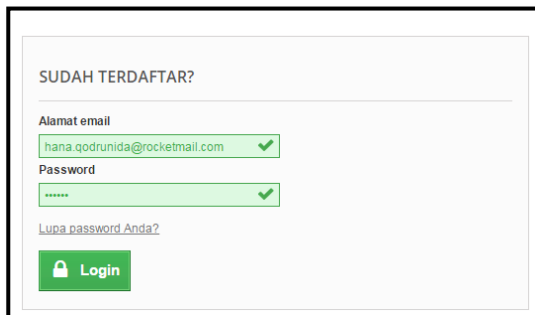 SUDAH TERDAFTAR?
Alamat email
hana.qodrunida@rocketmail.com
Password
••••••
Lupa password Anda?
Login